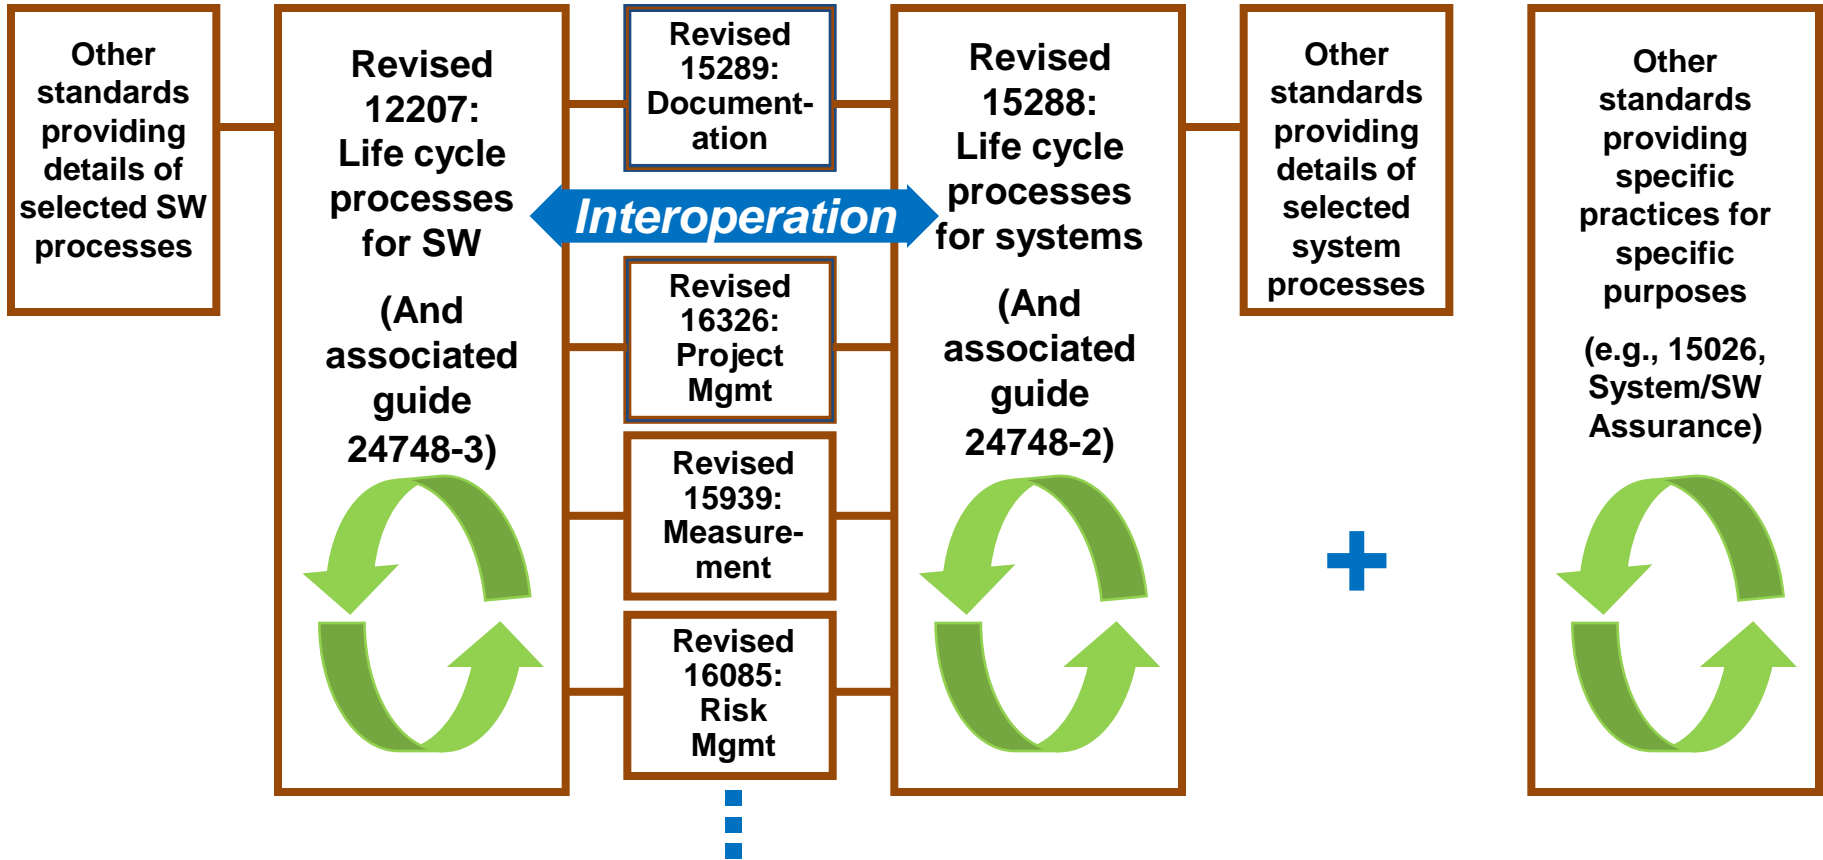 Other
standards
providing
details of
selected SW
processes
Revised
12207:
Life cycle
processes
for SW
(And
associated
guide
24748-3)
Revised
15289:
Document-
ation
Interoperation
Revised
16326:
Project
Mgmt
Revised
15939:
Measure-
ment
Revised
16085:
Risk
Mgmt
Revised
15288:
Life cycle
processes
for systems
(And
associated
guide
24748-2)
Other
standards
providing
details of
selected
system
processes
+
Other
standards
providing
specific
practices for
specific
purposes
(e.g., 15026,
System/SW
Assurance)